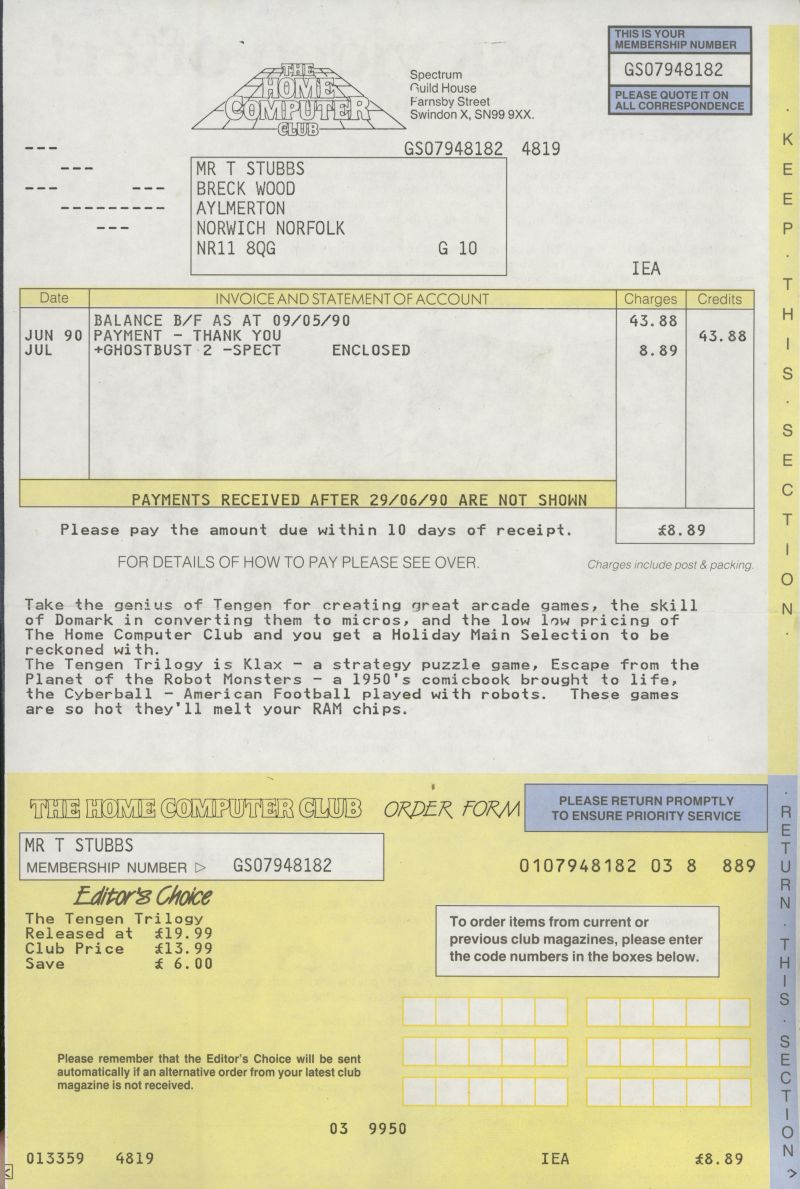 THIS IS YOUR
MEMBERSHIP NUMBER
GS07948182
PLEASE QUOTE IT ON
ALL CORRESPONDENCE
THE
HOME
COMPUTER
CLUB
Spectrum
Guild House
Farnsby Street
Swindon X, SN99 9XX.
GS07948182 4819
MR T STUBBS
BRECK WOOD
AYLMERTON
NORWICH NORFOLK
NR11 8QG G 10
IEA
Date INVOICE AND STATEMENT OF ACCOUNT Charges Credits
BALANCE B/F AS AT 09/05/90 43.88
JUN 90 PAYMENT - THANK YOU 43.88
JUL +GHOSTBUST 2 -SPECT ENCLOSED 8.89
PAYMENTS RECEIVED AFTER 29/06/90 ARE NOT SHOWN
Please pay the amount due within 10 days of receipt. £8.89
FOR DETAILS OF HOW TO PAY PLEASE SEE OVER. Charges include post & packing.
Take the genius of Tengen for creating great arcade games, the skill
of Domark in converting them to micros, and the low low pricing of
The Home Computer Club and you get a Holiday Main Selection to be
reckoned with.
The Tengen Trilogy is Klax - a strategy puzzle game, Escape from the
Planet of the Robot Monsters - a 1950's comicbook brought to life,
the Cyberball - American Football played with robots. These games
are so hot they'll melt your RAM chips.
· KEEP · THIS · SECTION ·
THE HOME COMPUTER CLUB ORDER FORM
PLEASE RETURN PROMPTLY
TO ENSURE PRIORITY SERVICE
MR T STUBBS
MEMBERSHIP NUMBER ▷ GS07948182
0107948182 03 8 889
Editor's Choice
The Tengen Trilogy
Released at £19.99
Club Price £13.99
Save £ 6.00
To order items from current or
previous club magazines, please enter
the code numbers in the boxes below.
Please remember that the Editor's Choice will be sent
automatically if an alternative order from your latest club
magazine is not received.
03 9950
013359 4819 IEA £8.89
· RETURN · THIS · SECTION >